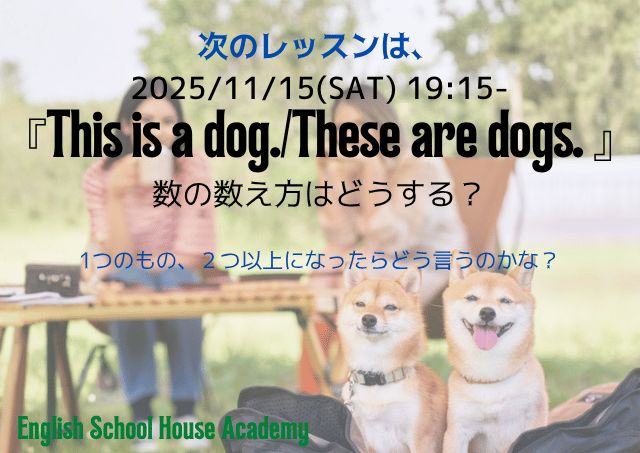 次のレッスンは、
2025/11/15(SAT) 19:15-
『This is a dog./These are dogs. 』
数の数え方はどうする？
1つのもの、２つ以上になったらどう言うのかな？
English School House Academy